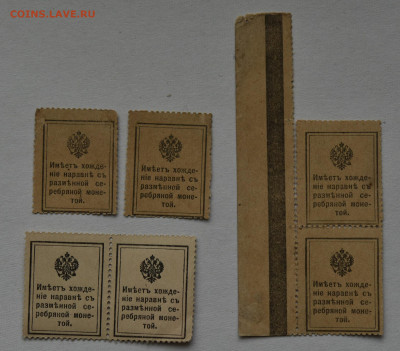 COINS.LAVE.RU
Имѣетъ хожде-
ніе наравнѣ съ
размѣнной се-
ребряной моне-
той.
Имѣетъ хожде-
ніе наравнѣ съ
размѣнной се-
ребряной моне-
той.
Имѣетъ хожде-
ніе наравнѣ съ
размѣнной се-
ребряной моне-
той.
Имѣетъ хожде-
ніе наравнѣ съ
размѣнной се-
ребряной моне-
той.
Имѣетъ хожде-
ніе наравнѣ съ
размѣнной се-
ребряной моне-
той.
Имѣетъ хожде-
ніе наравнѣ съ
размѣнной се-
ребряной моне-
той.